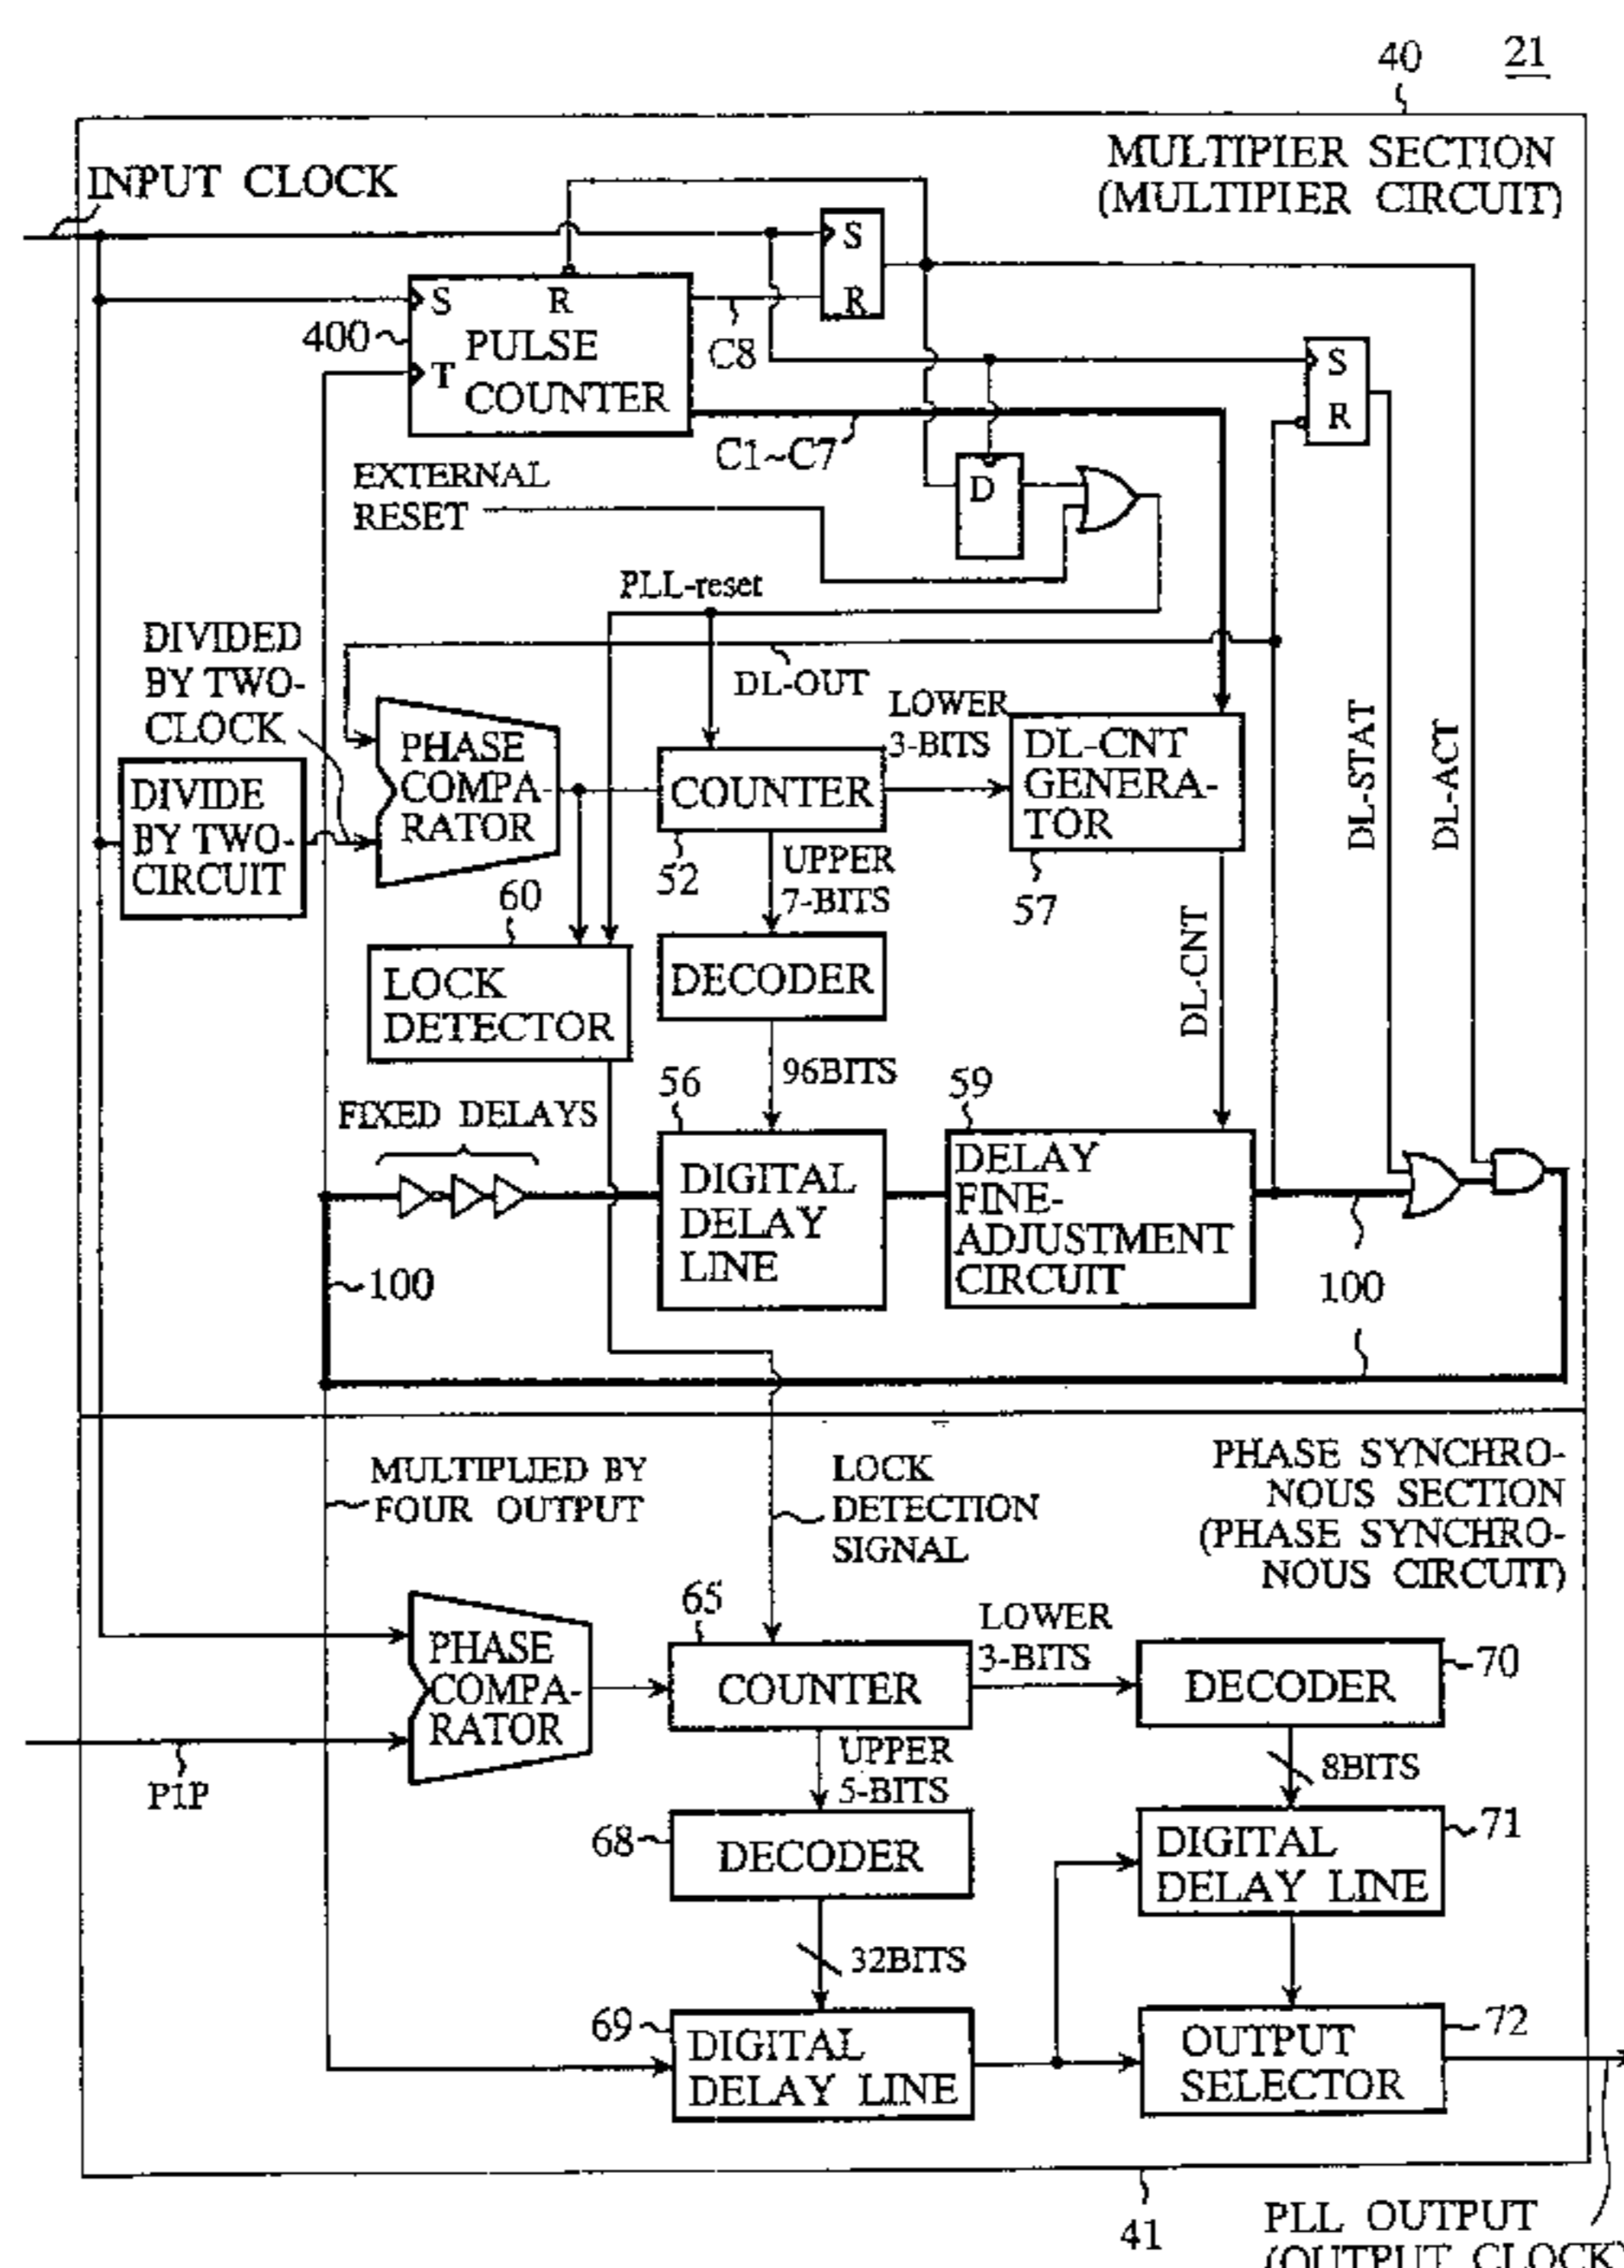 40
21
MULTIPIER SECTION
(MULTIPIER CIRCUIT)
INPUT CLOCK
S
R
S
R
400
T
PULSE
COUNTER
C8
C1~C7
S
R
D
EXTERNAL
RESET
PLL-reset
DIVIDED
BY TWO-
CLOCK
DL-OUT
LOWER
3-BITS
PHASE
COMPA-
RATOR
DIVIDE
BY TWO-
CIRCUIT
COUNTER
52
DL-CNT
GENERA-
TOR
57
DL-STAT
DL-ACT
UPPER
7-BITS
60
LOCK
DETECTOR
DECODER
DL-CNT
96BITS
FIXED DELAYS
56
DIGITAL
DELAY
LINE
59
DELAY
FINE-
ADJUSTMENT
CIRCUIT
100
100
100
MULTIPLIED BY
FOUR OUTPUT
LOCK
DETECTION
SIGNAL
PHASE SYNCHRO-
NOUS SECTION
(PHASE SYNCHRO-
NOUS CIRCUIT)
65
PHASE
COMPA-
RATOR
COUNTER
LOWER
3-BITS
DECODER
70
P1P
UPPER
5-BITS
8BITS
68
DECODER
DIGITAL
DELAY LINE
71
32BITS
69
DIGITAL
DELAY LINE
OUTPUT
SELECTOR
72
41
PLL OUTPUT
(OUTPUT CLOCK